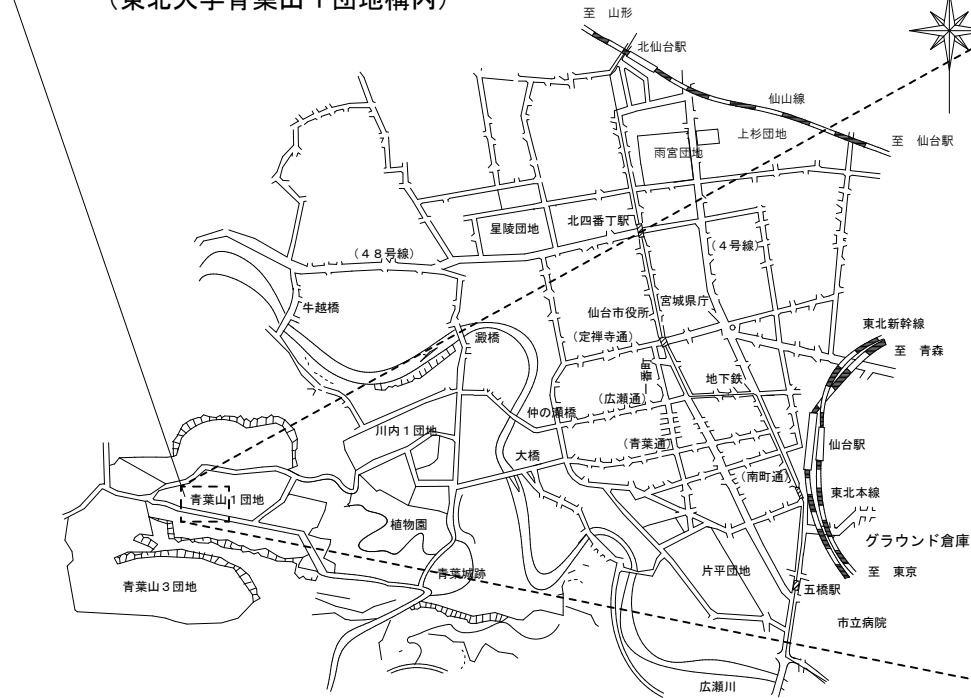 （東北大学青葉山１団地構内）
至　山形
北仙台駅
仙山線
上杉団地
至　仙台駅
雨宮団地
星陵団地
北四番丁駅
（４８号線）
（４号線）
牛越橋
宮城県庁
仙台市役所
東北新幹線
（定禅寺通）
澱橋
至　青森
地下鉄
（広瀬通）
仲の瀬橋
川内１団地
（青葉通）
仙台駅
大橋
（南町通）
東北本線
青葉山１団地
植物園
グラウンド倉庫
片平団地
至　東京
青葉城跡
青葉山３団地
五橋駅
市立病院
広瀬川